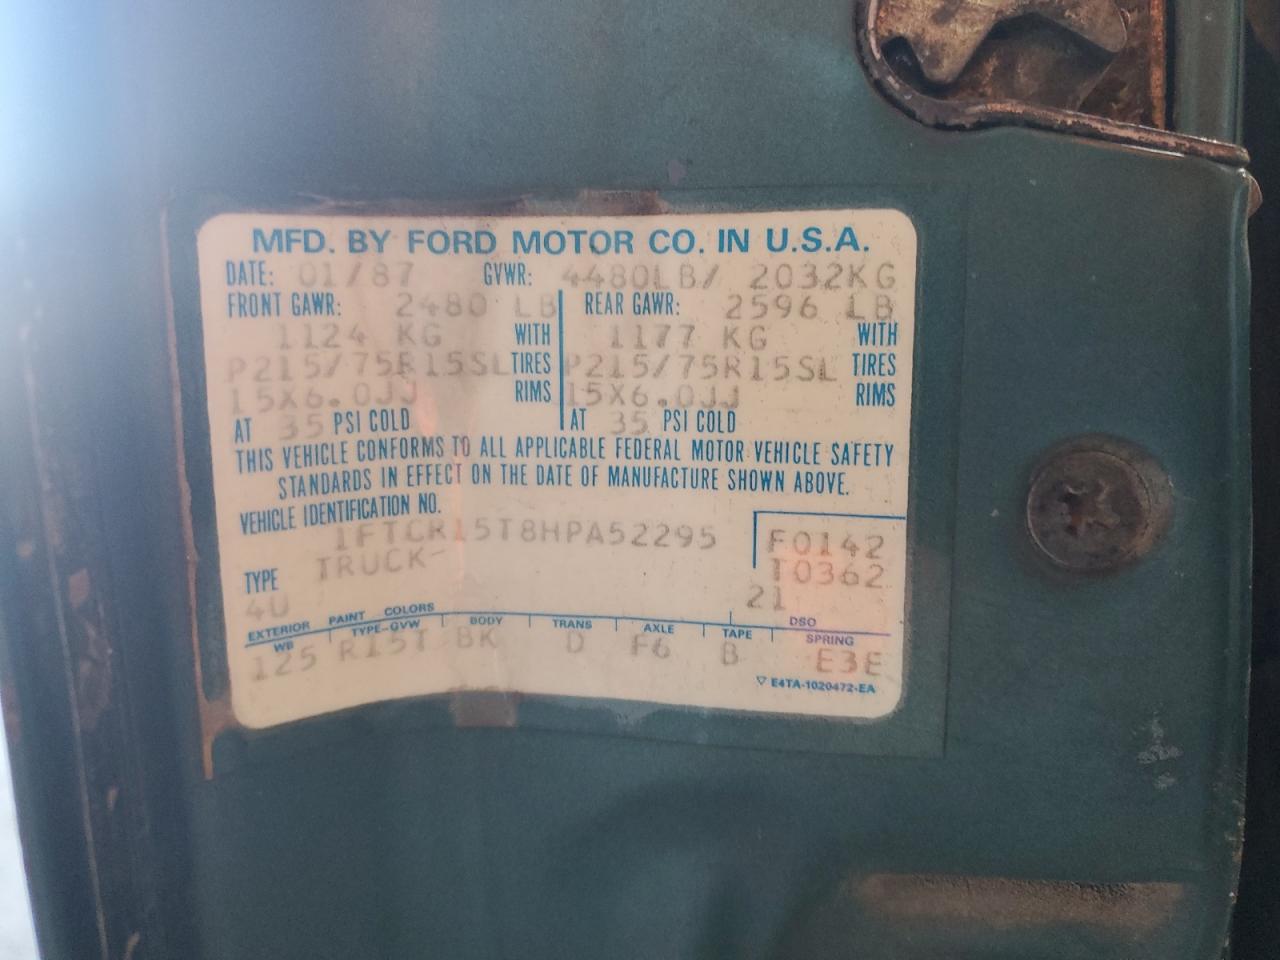 MFD. BY FORD MOTOR CO. IN U.S.A.
DATE: 01/87 GVWR: 4480LB/ 2032KG
FRONT GAWR: 2480 LB REAR GAWR: 2596 LB
1124 KG WITH 1177 KG WITH
P215/75R15SL TIRES P215/75R15SL TIRES
15X6.0JJ RIMS 15X6.0JJ RIMS
AT 35 PSI COLD AT 35 PSI COLD
THIS VEHICLE CONFORMS TO ALL APPLICABLE FEDERAL MOTOR VEHICLE SAFETY
STANDARDS IN EFFECT ON THE DATE OF MANUFACTURE SHOWN ABOVE.
VEHICLE IDENTIFICATION NO.
1FTCR15T8HPA52295 F0142
TYPE TRUCK- T0362
4U 21
EXTERIOR PAINT COLORS DSO
WB TYPE-GVW BODY TRANS AXLE TAPE SPRING
125 R15T BK D F6 B E3E
▽ E4TA-1020472-EA